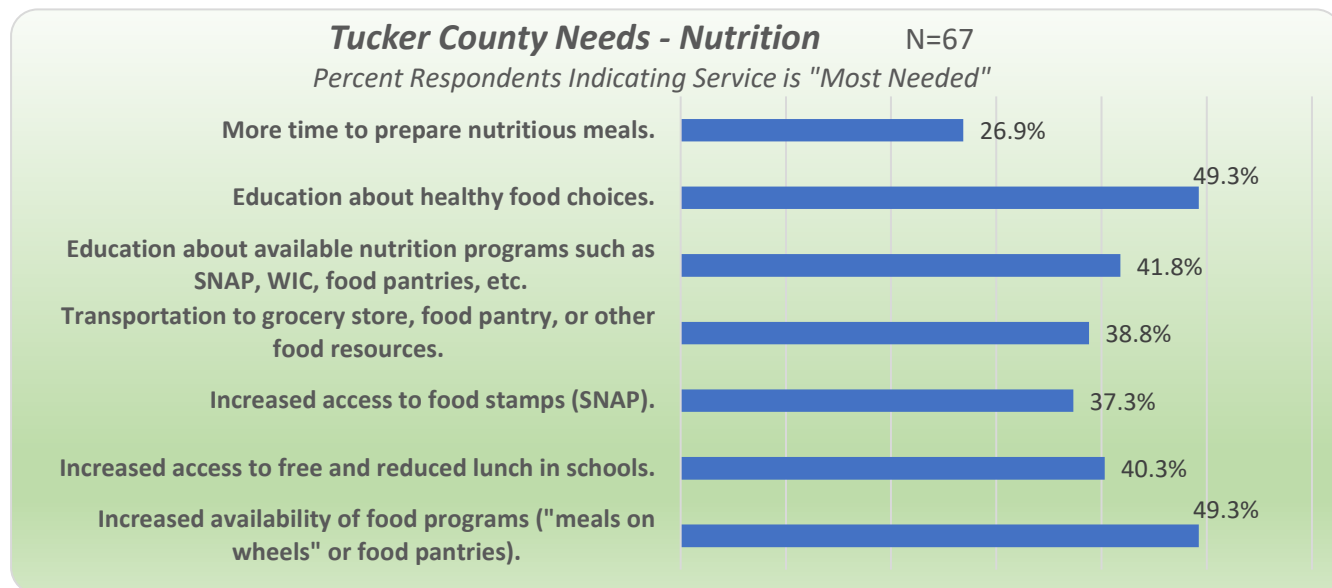 Tucker County Needs - Nutrition N=67
Percent Respondents Indicating Service is "Most Needed"
More time to prepare nutritious meals.
26.9%
Education about healthy food choices.
49.3%
Education about available nutrition programs such as
SNAP, WIC, food pantries, etc.
41.8%
Transportation to grocery store, food pantry, or other
food resources.
38.8%
Increased access to food stamps (SNAP).
37.3%
Increased access to free and reduced lunch in schools.
40.3%
Increased availability of food programs ("meals on
wheels" or food pantries).
49.3%